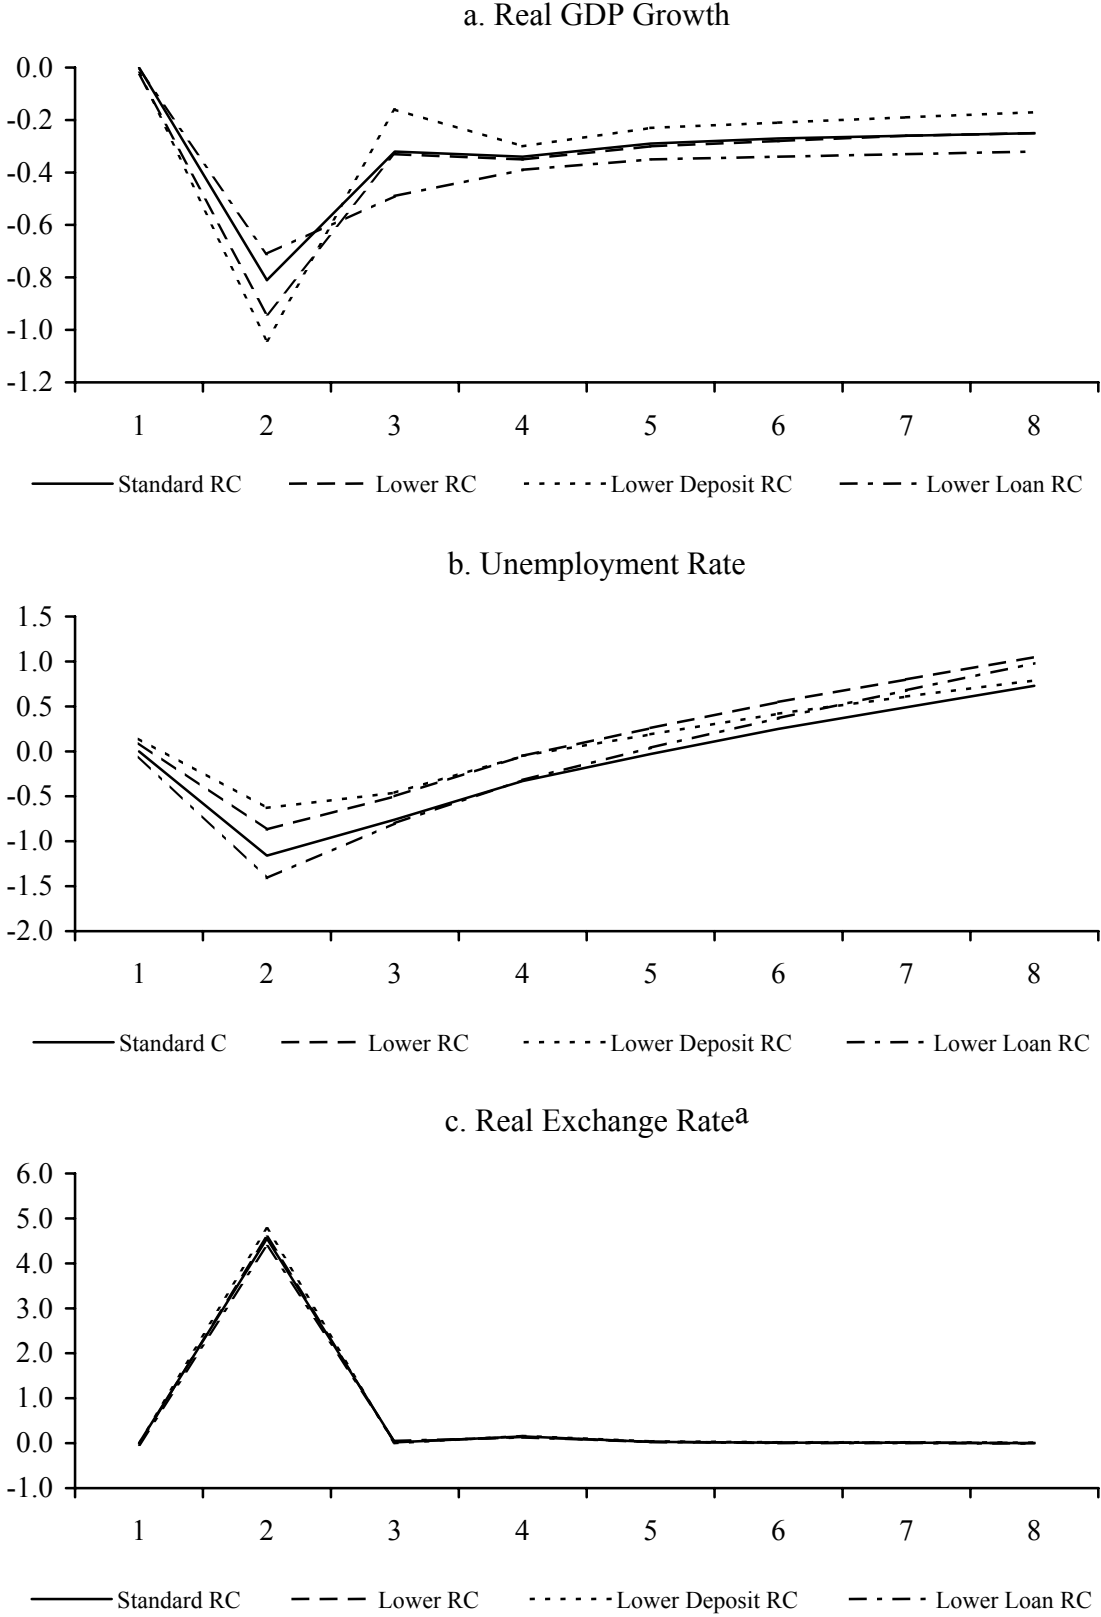 a. Real GDP Growth
0.0
-0.2
-0.4
-0.6
-0.8
-1.0
-1.2
1 2 3 4 5 6 7 8
Standard RC Lower RC Lower Deposit RC Lower Loan RC
b. Unemployment Rate
1.5
1.0
0.5
0.0
-0.5
-1.0
-1.5
-2.0
1 2 3 4 5 6 7 8
Standard C Lower RC Lower Deposit RC Lower Loan RC
c. Real Exchange Rateª
6.0
5.0
4.0
3.0
2.0
1.0
0.0
-1.0
1 2 3 4 5 6 7 8
Standard RC Lower RC Lower Deposit RC Lower Loan RC